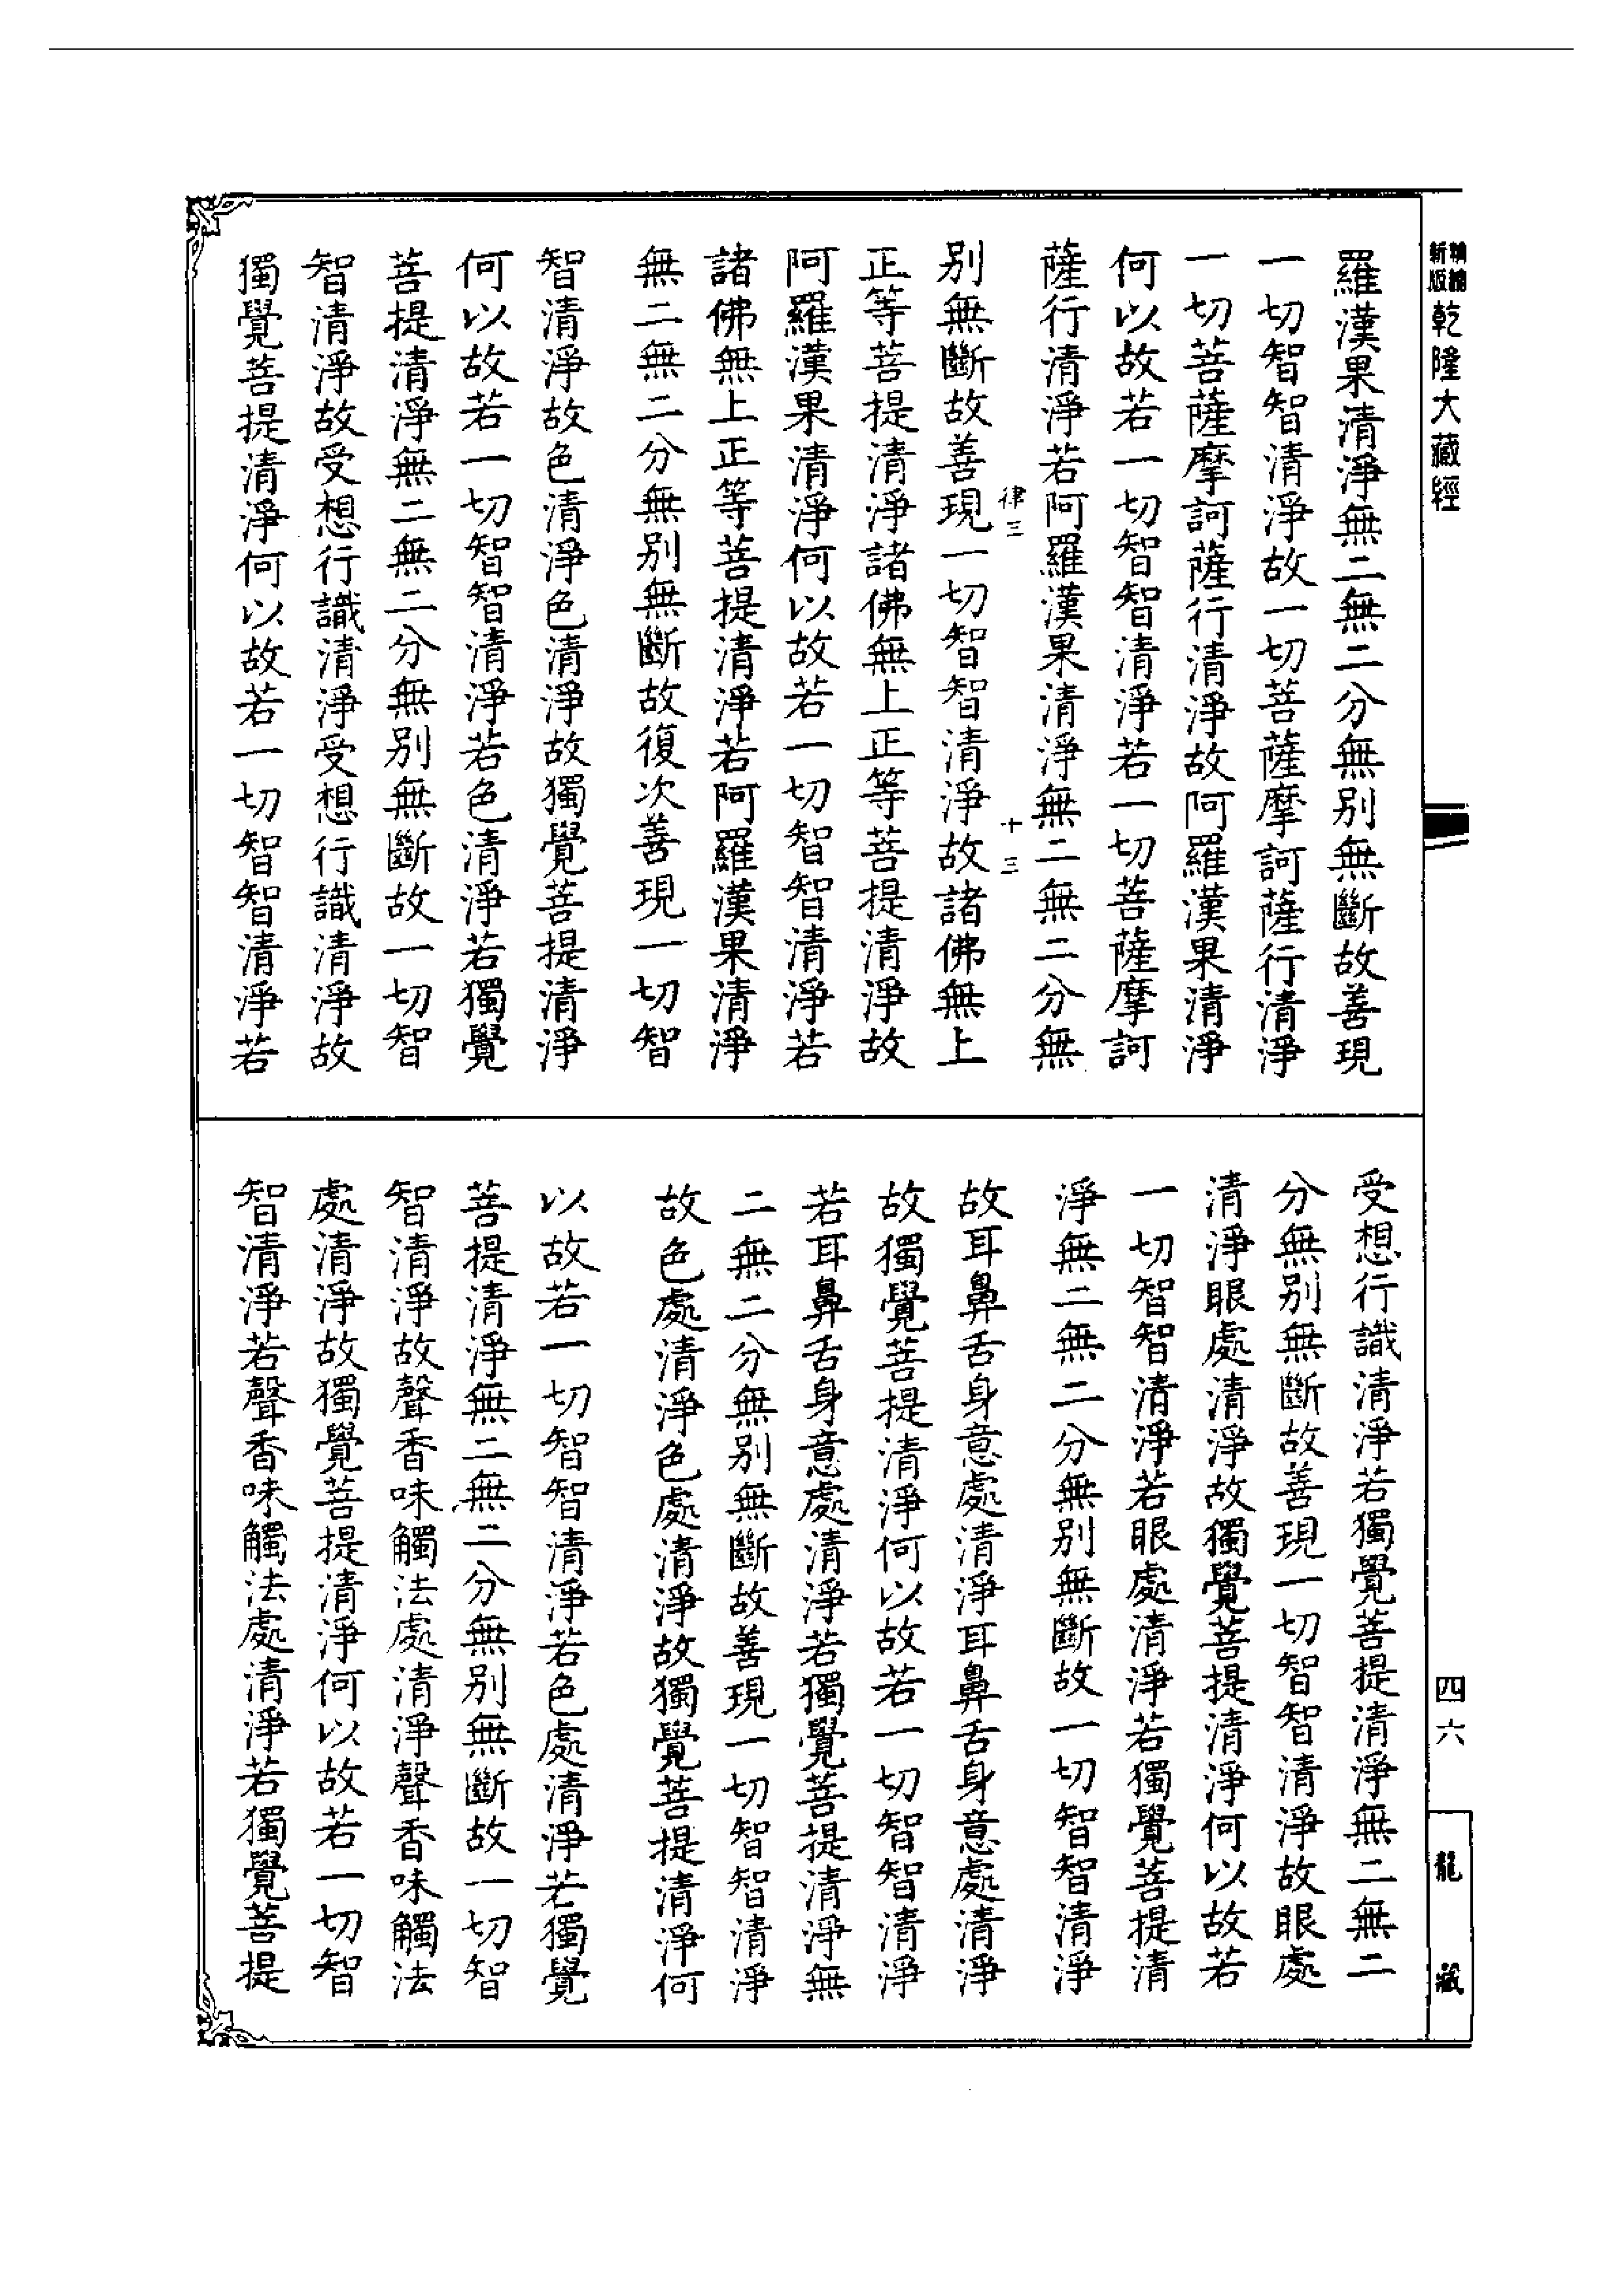 新版
乾隆大藏經
羅漢果清淨無二無二分無別無斷故善現
一切智智清淨故一切菩薩摩訶薩行清淨
一切菩薩摩訶薩行清淨故阿羅漢果清淨
何以故若一切智智清淨若一切菩薩摩訶
薩行清淨若阿羅漢果清淨無二無二分無
律三 十三
別無斷故善現一切智智清淨故諸佛無上
正等菩提清淨諸佛無上正等菩提清淨故
阿羅漢果清淨何以故若一切智智清淨若
諸佛無上正等菩提清淨若阿羅漢果清淨
無二無二分無別無斷故復次善現一切智
智清淨故色清淨色清淨故獨覺菩提清淨
何以故若一切智智清淨若色清淨若獨覺
菩提清淨無二無二分無別無斷故一切智
智清淨故受想行識清淨受想行識清淨故
獨覺菩提清淨何以故若一切智智清淨若
受想行識清淨若獨覺菩提清淨無二無二
分無別無斷故善現一切智智清淨故眼處
清淨眼處清淨故獨覺菩提清淨何以故若
一切智智清淨若眼處清淨若獨覺菩提清
淨無二無二分無別無斷故一切智智清淨
故耳鼻舌身意處清淨耳鼻舌身意處清淨
故獨覺菩提清淨何以故若一切智智清淨
若耳鼻舌身意處清淨若獨覺菩提清淨無
二無二分無別無斷故善現一切智智清淨
故色處清淨色處清淨故獨覺菩提清淨何
以故若一切智智清淨若色處清淨若獨覺
菩提清淨無二無二分無別無斷故一切智
智清淨故聲香味觸法處清淨聲香味觸法
處清淨故獨覺菩提清淨何以故若一切智
智清淨若聲香味觸法處清淨若獨覺菩提
四六
龍藏